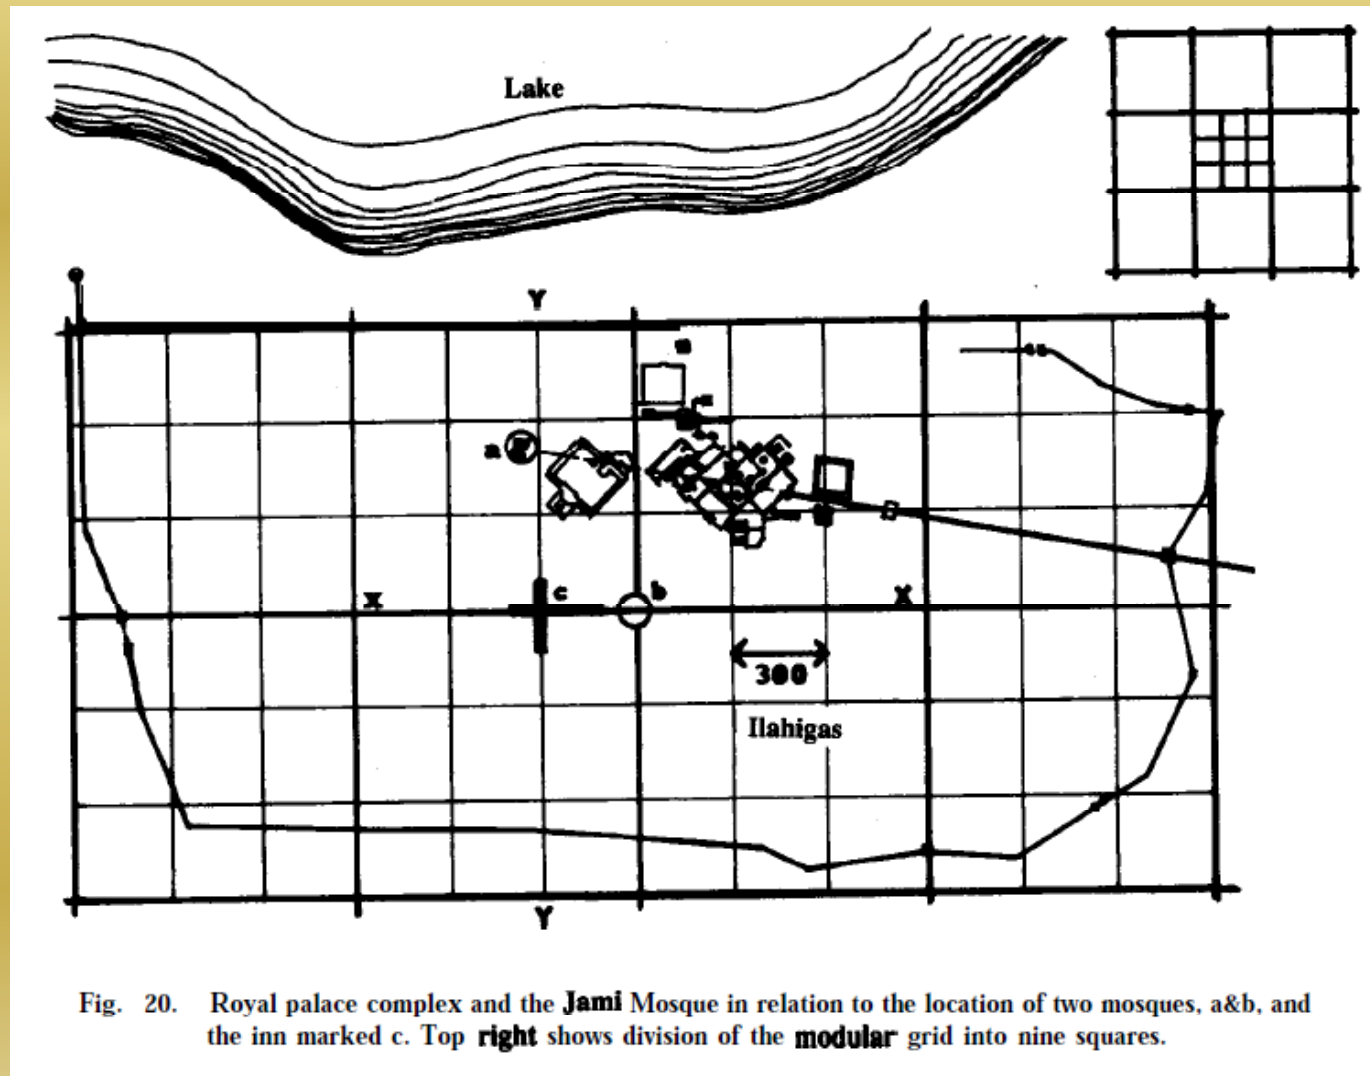 Lake
Y
a
X
c
b
X
300
Ilahigas
Y
Fig. 20. Royal palace complex and the Jami Mosque in relation to the location of two mosques, a&b, and
the inn marked c. Top right shows division of the modular grid into nine squares.